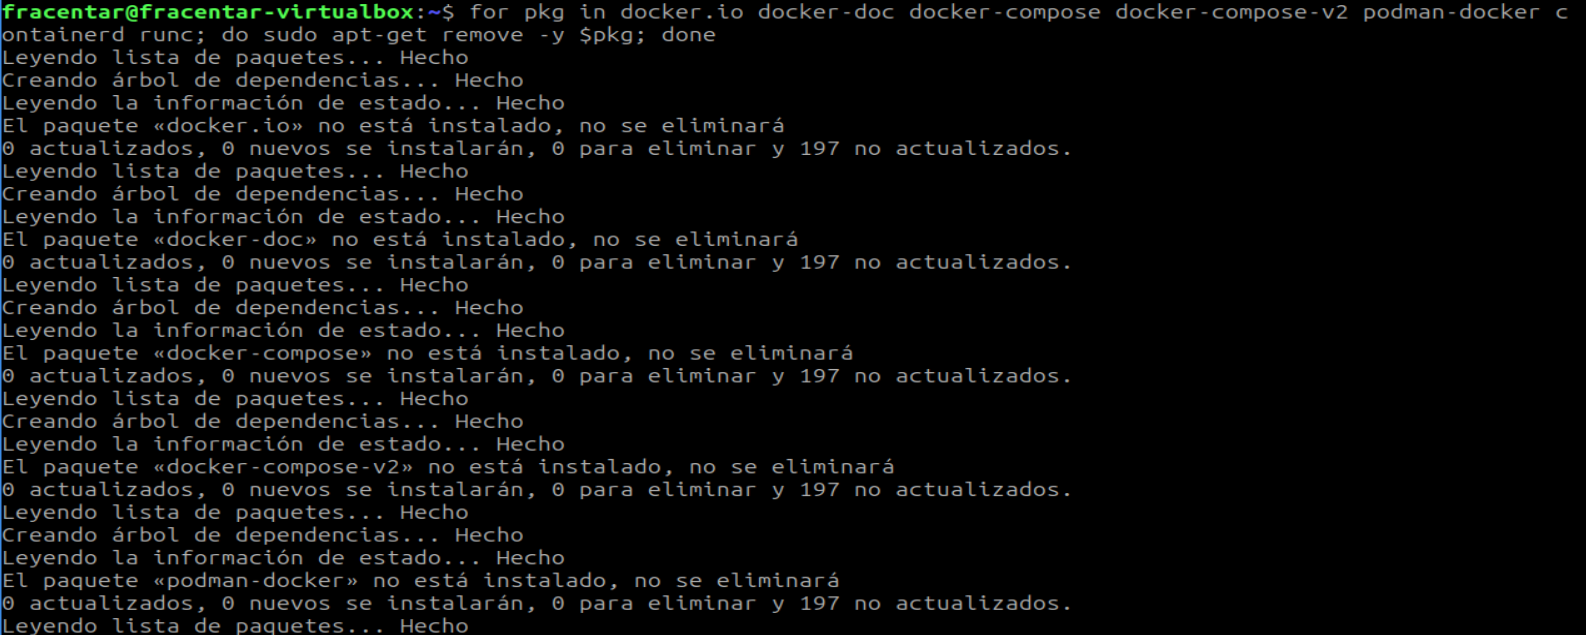 fracentar@fracentar-virtualbox:~$ for pkg in docker.io docker-doc docker-compose docker-compose-v2 podman-docker c
ontainerd runc; do sudo apt-get remove -y $pkg; done
Leyendo lista de paquetes... Hecho
Creando árbol de dependencias... Hecho
Leyendo la información de estado... Hecho
El paquete «docker.io» no está instalado, no se eliminará
0 actualizados, 0 nuevos se instalarán, 0 para eliminar y 197 no actualizados.
Leyendo lista de paquetes... Hecho
Creando árbol de dependencias... Hecho
Leyendo la información de estado... Hecho
El paquete «docker-doc» no está instalado, no se eliminará
0 actualizados, 0 nuevos se instalarán, 0 para eliminar y 197 no actualizados.
Leyendo lista de paquetes... Hecho
Creando árbol de dependencias... Hecho
Leyendo la información de estado... Hecho
El paquete «docker-compose» no está instalado, no se eliminará
0 actualizados, 0 nuevos se instalarán, 0 para eliminar y 197 no actualizados.
Leyendo lista de paquetes... Hecho
Creando árbol de dependencias... Hecho
Leyendo la información de estado... Hecho
El paquete «docker-compose-v2» no está instalado, no se eliminará
0 actualizados, 0 nuevos se instalarán, 0 para eliminar y 197 no actualizados.
Leyendo lista de paquetes... Hecho
Creando árbol de dependencias... Hecho
Leyendo la información de estado... Hecho
El paquete «podman-docker» no está instalado, no se eliminará
0 actualizados, 0 nuevos se instalarán, 0 para eliminar y 197 no actualizados.
Leyendo lista de paquetes... Hecho